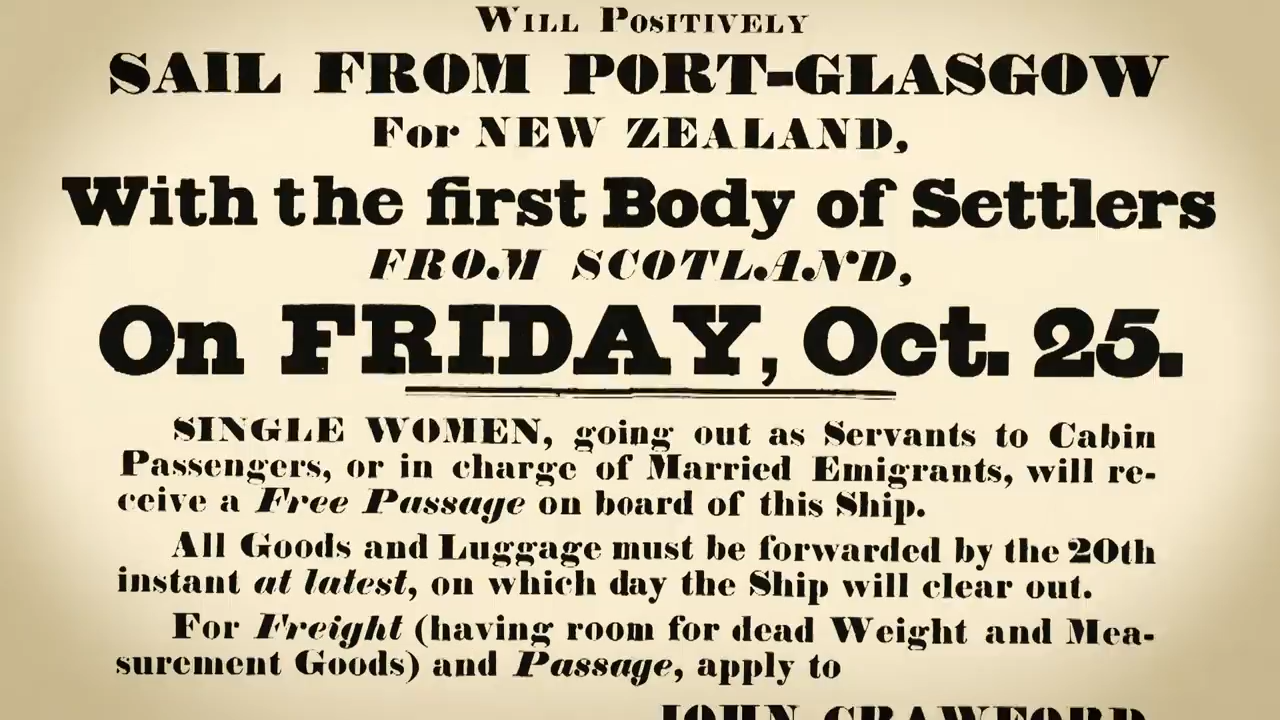 WILL POSITIVELY
SAIL FROM PORT-GLASGOW
For NEW ZEALAND,
With the first Body of Settlers
FROM SCOTLAND,
On FRIDAY, Oct. 25.
SINGLE WOMEN, going out as Servants to Cabin
Passengers, or in charge of Married Emigrants, will re-
ceive a Free Passage on board of this Ship.
All Goods and Luggage must be forwarded by the 20th
instant at latest, on which day the Ship will clear out.
For Freight (having room for dead Weight and Mea-
surement Goods) and Passage, apply to
JOHN CRAWFORD